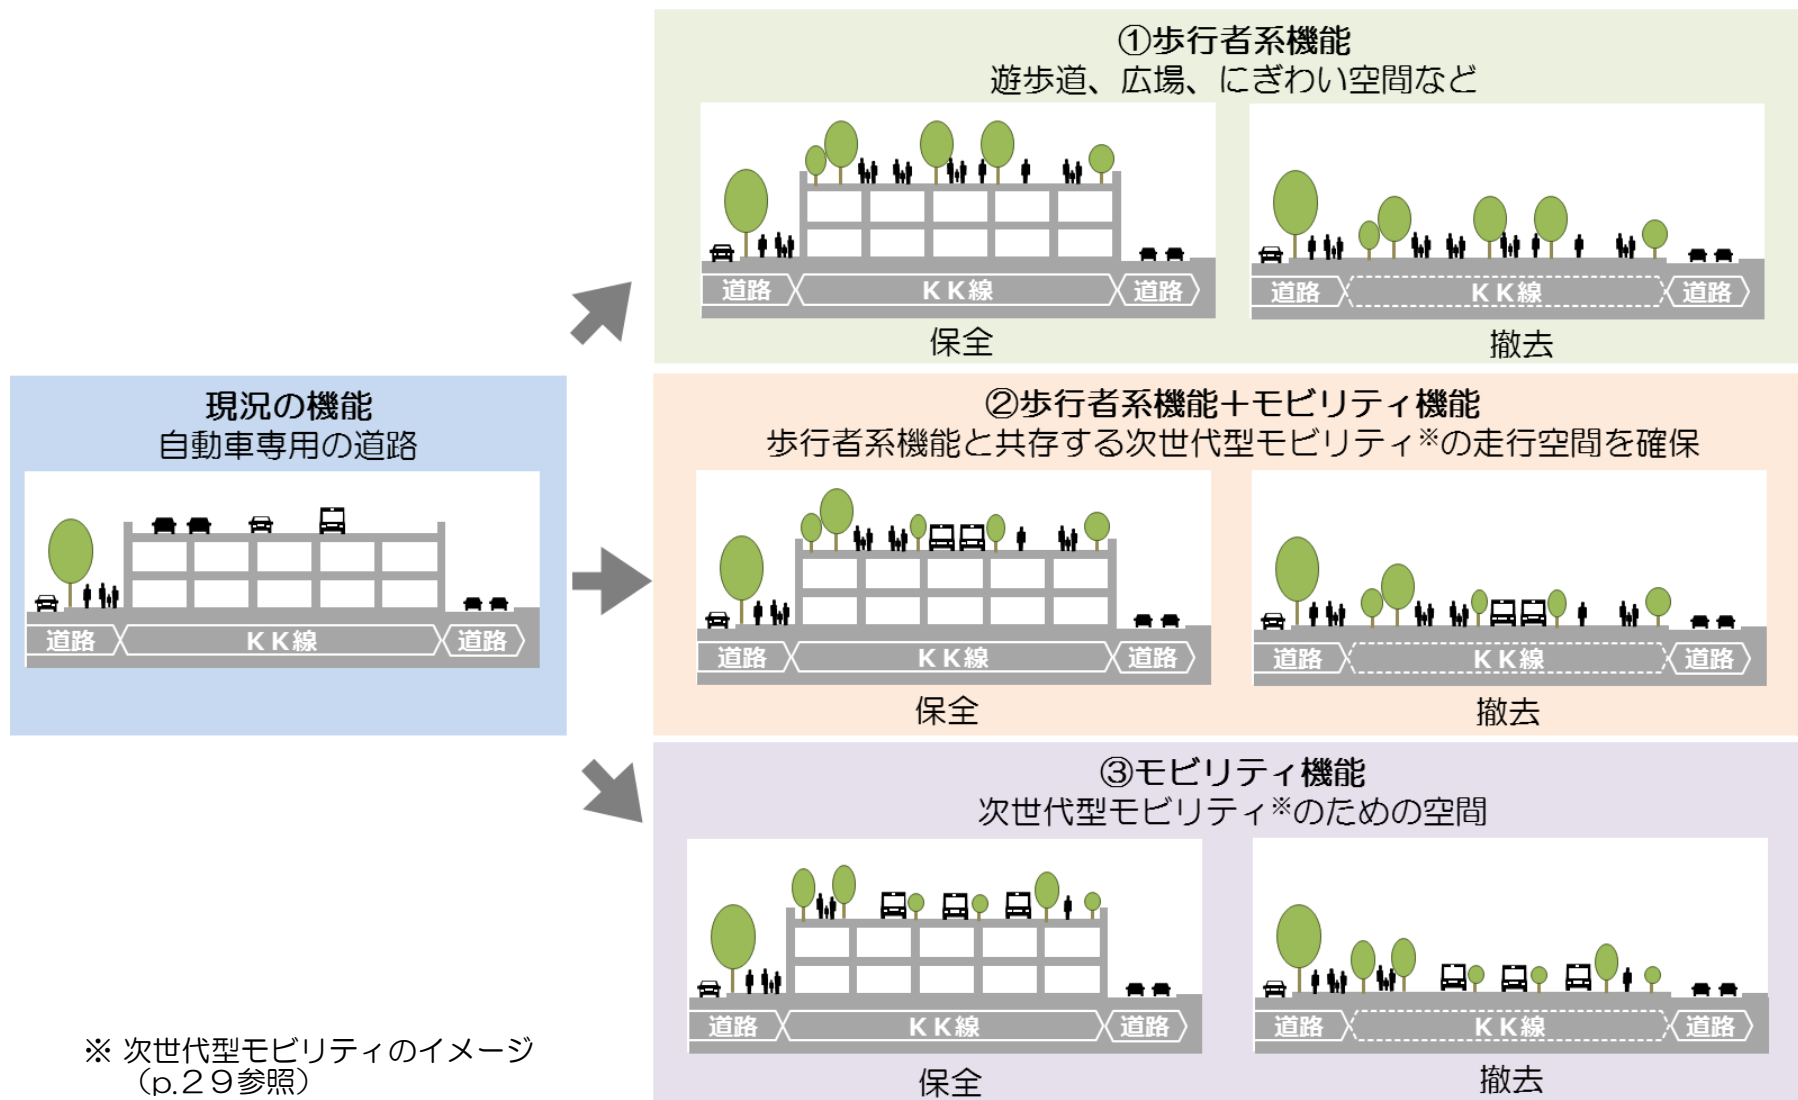 現況の機能
自動車専用の道路
道路
KK線
道路
①歩行者系機能
遊歩道、広場、にぎわい空間など
道路
KK線
道路
保全
道路
KK線
道路
撤去
②歩行者系機能+モビリティ機能
歩行者系機能と共存する次世代型モビリティ※の走行空間を確保
道路
KK線
道路
保全
道路
KK線
道路
撤去
③モビリティ機能
次世代型モビリティ※のための空間
道路
KK線
道路
保全
道路
KK線
道路
撤去
※ 次世代型モビリティのイメージ
(p.29参照)